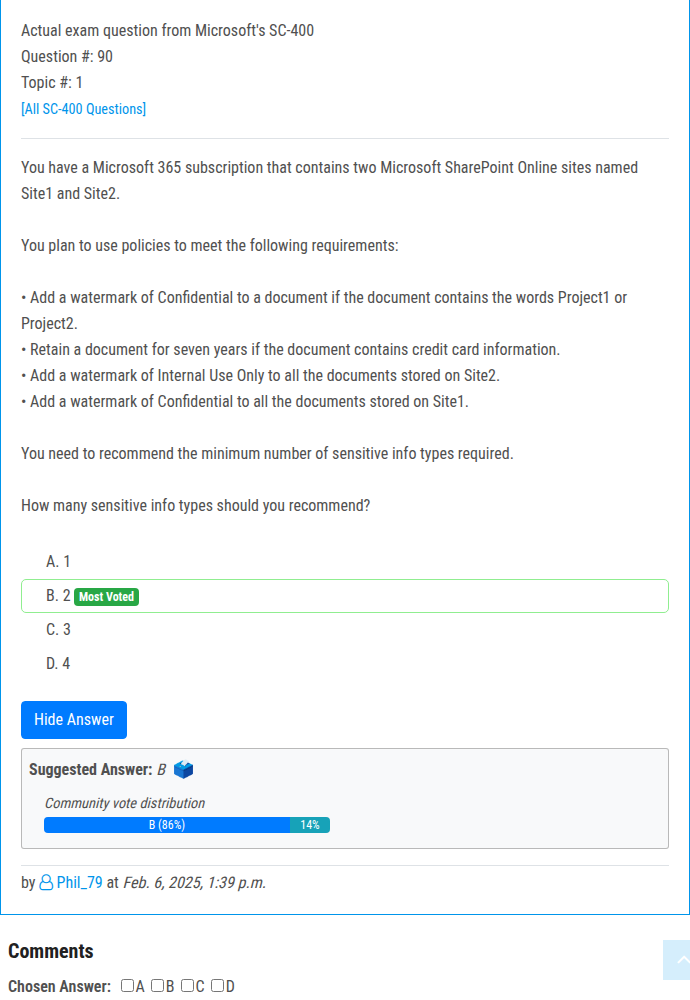 Actual exam question from Microsoft's SC-400
Question #: 90
Topic #: 1
[All SC-400 Questions]
You have a Microsoft 365 subscription that contains two Microsoft SharePoint Online sites named
Site1 and Site2.
You plan to use policies to meet the following requirements:
• Add a watermark of Confidential to a document if the document contains the words Project1 or
Project2.
• Retain a document for seven years if the document contains credit card information.
• Add a watermark of Internal Use Only to all the documents stored on Site2.
• Add a watermark of Confidential to all the documents stored on Site1.
You need to recommend the minimum number of sensitive info types required.
How many sensitive info types should you recommend?
A. 1
B. 2 Most Voted
C. 3
D. 4
Hide Answer
Suggested Answer: B
Community vote distribution
B (86%) 14%
by Phil_79 at Feb. 6, 2025, 1:39 p.m.
Comments
Chosen Answer: A B C D